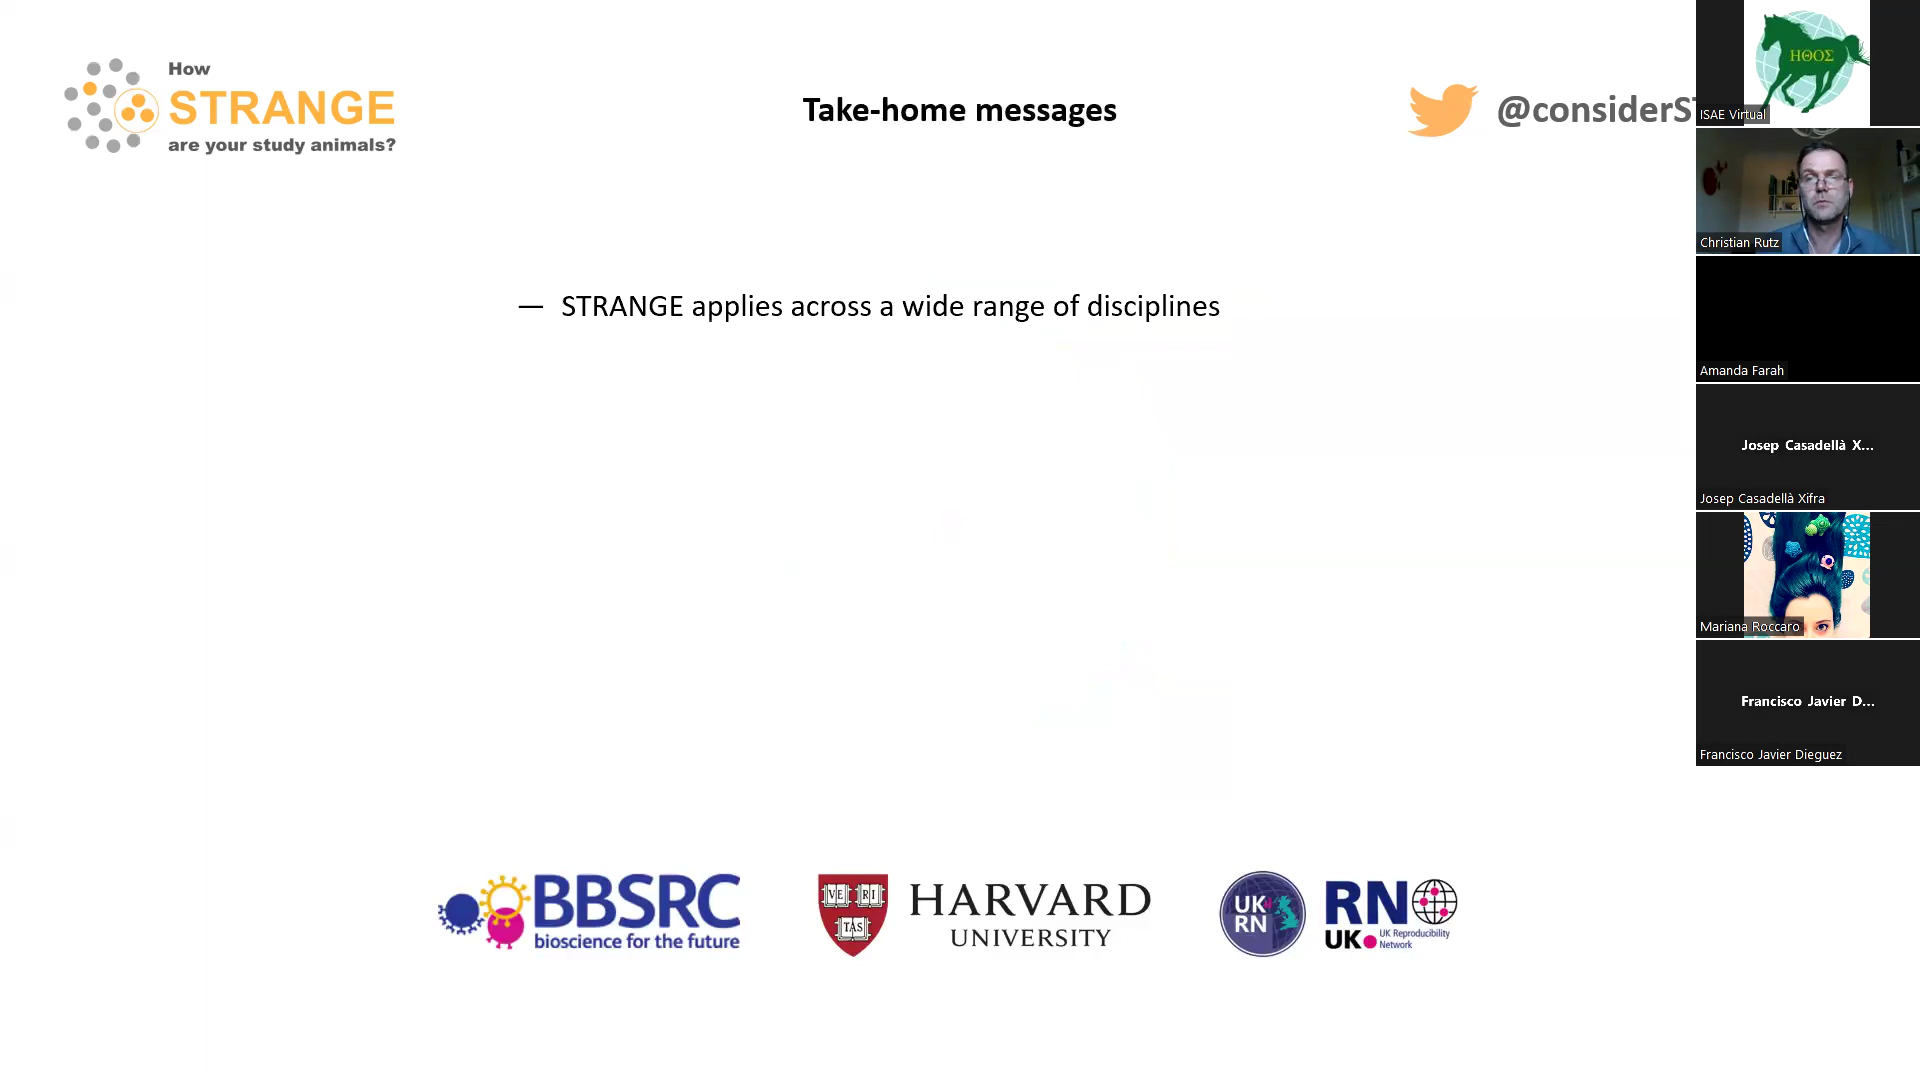 How
STRANGE
are your study animals?
Take-home messages
@considerST
— STRANGE applies across a wide range of disciplines
BBSRC
bioscience for the future
VE RI
TAS
HARVARD
UNIVERSITY
UK
RN
RN
UK
UK Reproducibility
Network
ΗΘΟΣ
ISAE Virtual
Christian Rutz
Amanda Farah
Josep Casadellà X...
Josep Casadellà Xifra
Mariana Roccaro
Francisco Javier D...
Francisco Javier Dieguez